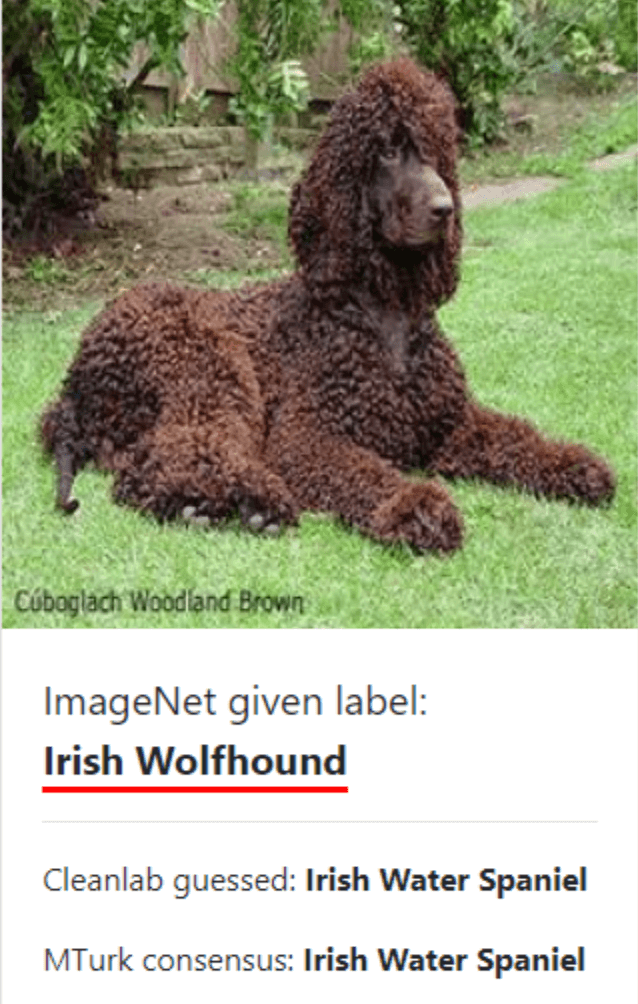 Cúboglach Woodland Brown
ImageNet given label:
Irish Wolfhound
Cleanlab guessed: Irish Water Spaniel
MTurk consensus: Irish Water Spaniel